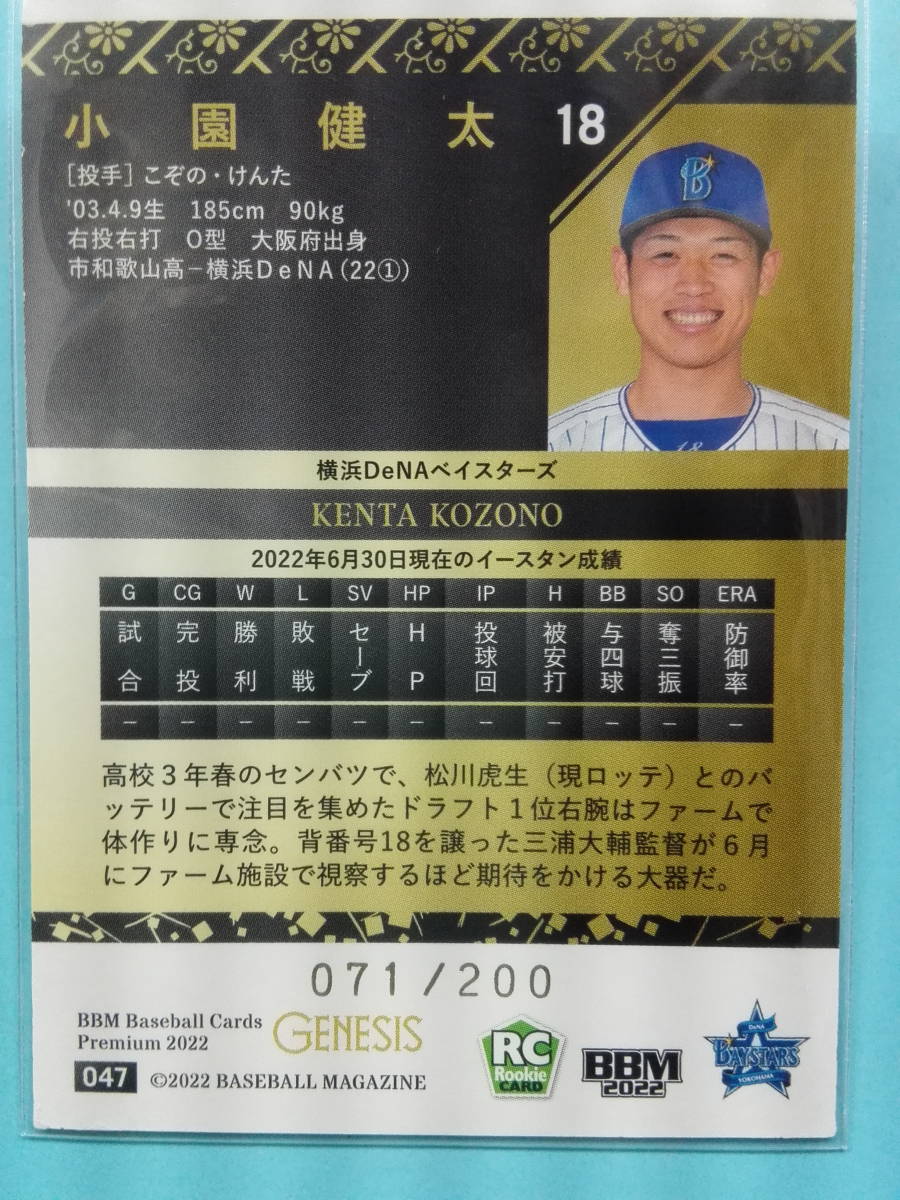 小園健太 18
[投手] こぞの・けんた
'03.4.9生　185cm　90kg
右投右打　O型　大阪府出身
市和歌山高－横浜DeNA(22①)
B
18
横浜DeNAベイスターズ
KENTA KOZONO
2022年6月30日現在のイースタン成績
G CG W L SV HP IP H BB SO ERA
試合 完投 勝利 敗戦 セーブ HP 投球回 被安打 与四球 奪三振 防御率
－ － － － － － － － － － －
高校３年春のセンバツで、松川虎生（現ロッテ）とのバ
ッテリーで注目を集めたドラフト１位右腕はファームで
体作りに専念。背番号18を譲った三浦大輔監督が６月
にファーム施設で視察するほど期待をかける大器だ。
071/200
BBM Baseball Cards
Premium 2022
GENESIS
047 ©2022 BASEBALL MAGAZINE
RC
Rookie
CARD
BBM
2022
DeNA
BAYSTARS
YOKOHAMA